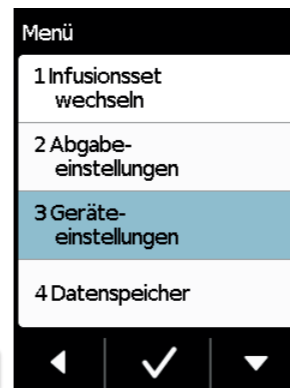 Menü
1 Infusionsset
wechseln
2 Abgabe-
einstellungen
3 Geräte-
einstellungen
4 Datenspeicher